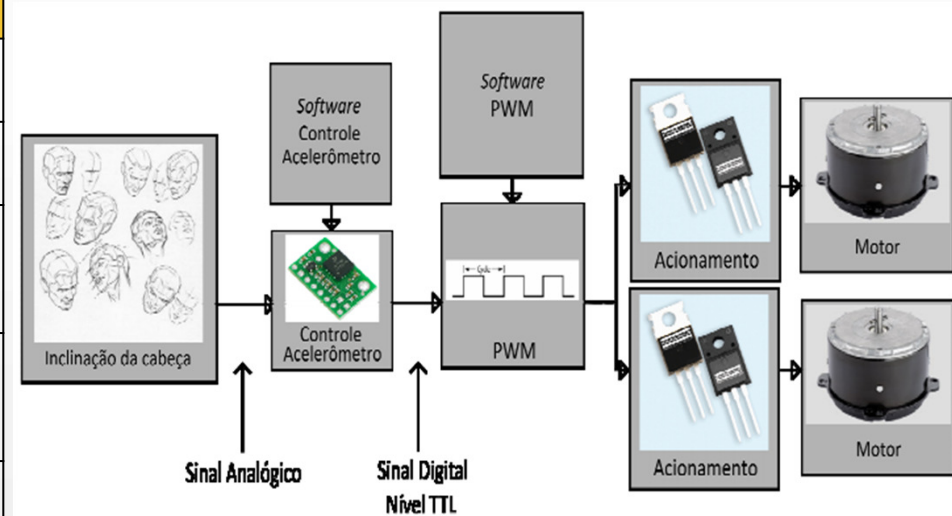 Software
PWM
Software
Controle
Acelerômetro
Inclinação da cabeça
Controle
Acelerômetro
PWM
Acionamento
Motor
Acionamento
Motor
Sinal Analógico
Sinal Digital
Nível TTL